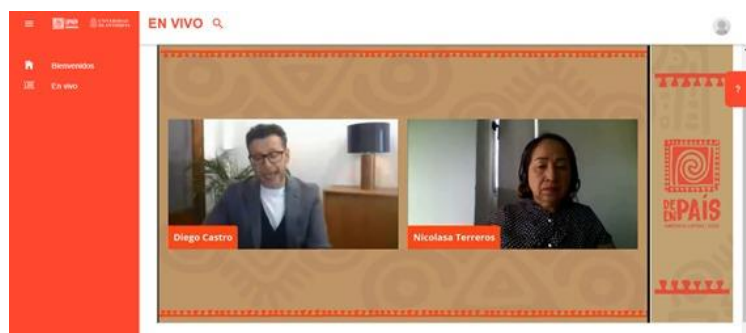 EN VIVO
Bienvenidos
En vivo
?
Diego Castro
Nicolasa Terreros
DE
EN PAÍS